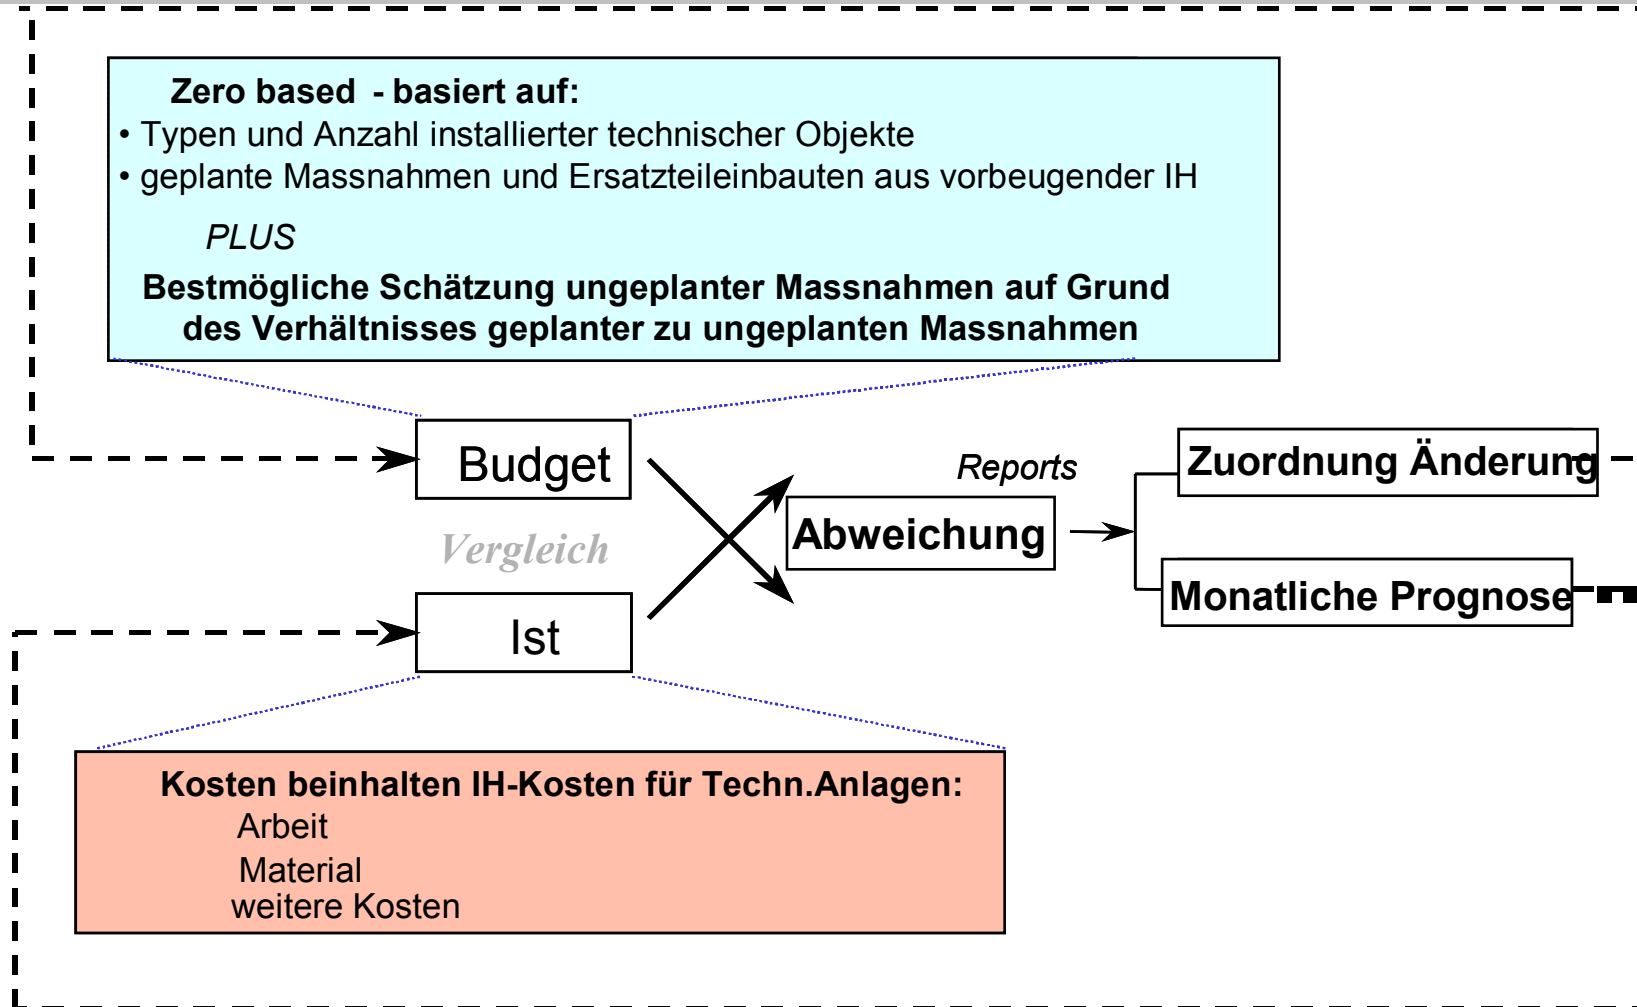 Zero based - basiert auf:
• Typen und Anzahl installierter technischer Objekte
• geplante Massnahmen und Ersatzteileinbauten aus vorbeugender IH
PLUS
Bestmögliche Schätzung ungeplanter Massnahmen auf Grund
des Verhältnisses geplanter zu ungeplanten Massnahmen
Budget
Vergleich
Ist
Reports
Abweichung
Zuordnung Änderung
Monatliche Prognose
Kosten beinhalten IH-Kosten für Techn.Anlagen:
Arbeit
Material
weitere Kosten